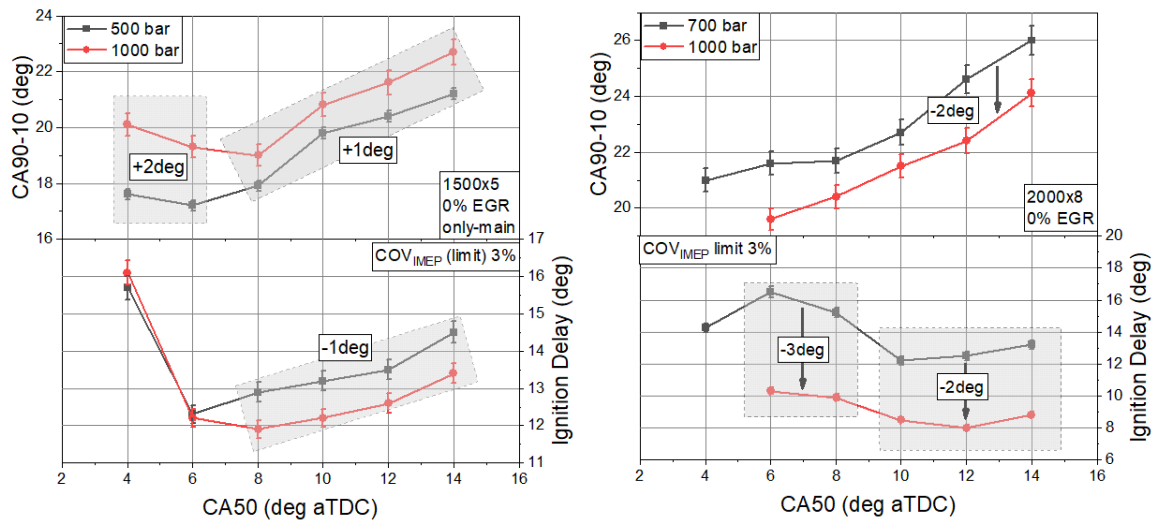 24
22
20
18
16
CA90-10 (deg)
500 bar
1000 bar
+2deg
+1deg
1500x5
0% EGR
only-main
17
16
15
14
13
12
11
Ignition Delay (deg)
COV_IMEP (limit) 3%
-1deg
2 4 6 8 10 12 14 16
CA50 (deg aTDC)
26
24
22
20
CA90-10 (deg)
700 bar
1000 bar
-2deg
2000x8
0% EGR
20
18
16
14
12
10
8
6
Ignition Delay (deg)
COV_IMEP limit 3%
-3deg
-2deg
2 4 6 8 10 12 14 16
CA50 (deg aTDC)